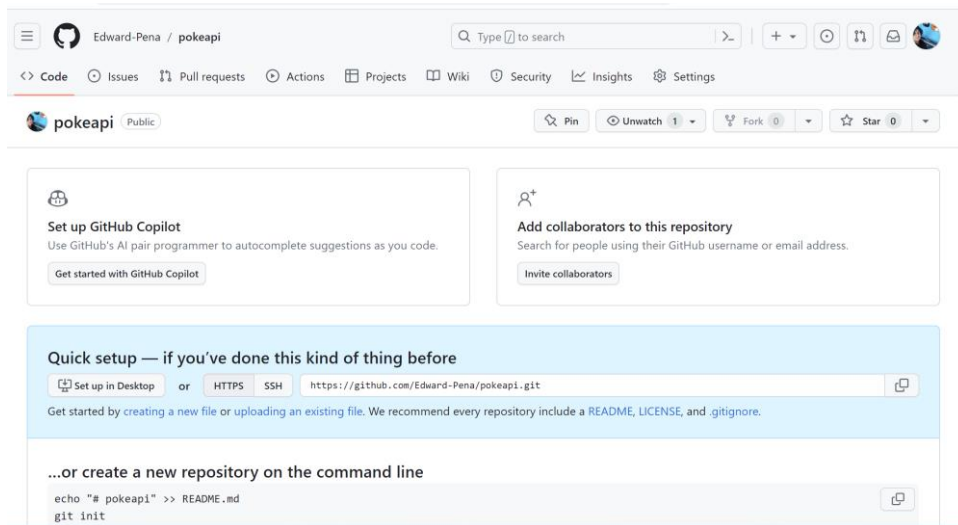 Edward-Pena / pokeapi
Type / to search
Code Issues Pull requests Actions Projects Wiki Security Insights Settings
pokeapi Public
Pin Unwatch 1 Fork 0 Star 0
Set up GitHub Copilot
Use GitHub's AI pair programmer to autocomplete suggestions as you code.
Get started with GitHub Copilot
Add collaborators to this repository
Search for people using their GitHub username or email address.
Invite collaborators
Quick setup — if you've done this kind of thing before
Set up in Desktop or HTTPS SSH https://github.com/Edward-Pena/pokeapi.git
Get started by creating a new file or uploading an existing file. We recommend every repository include a README, LICENSE, and .gitignore.
...or create a new repository on the command line
echo "# pokeapi" >> README.md
git init